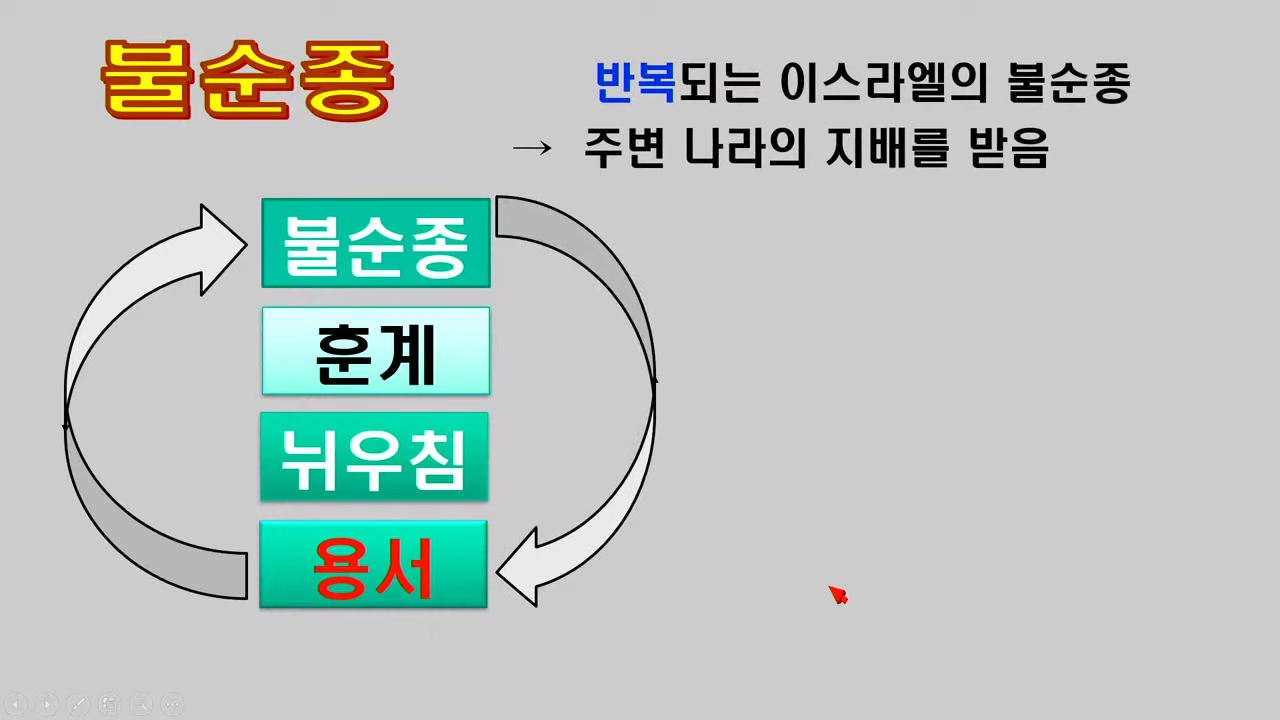 불순종
반복되는 이스라엘의 불순종
→ 주변 나라의 지배를 받음
불순종
훈계
뉘우침
용서